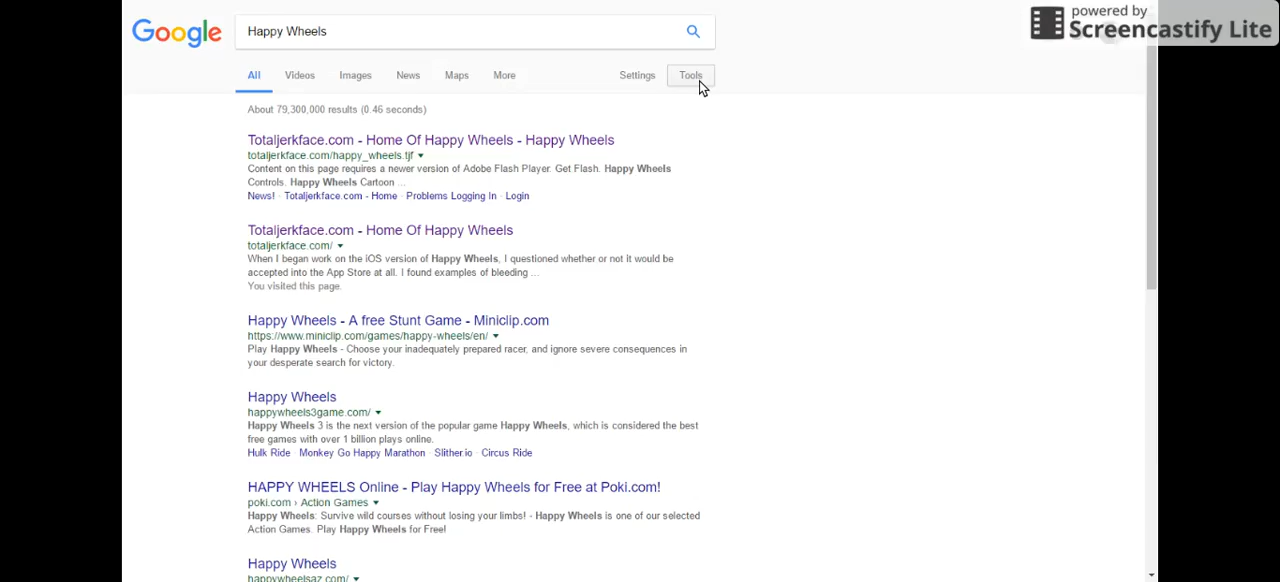 powered by
Screencastify Lite
Google
Happy Wheels
All Videos Images News Maps More Settings Tools
About 79,300,000 results (0.46 seconds)
Totaljerkface.com - Home Of Happy Wheels - Happy Wheels
totaljerkface.com/happy_wheels.tjf
Content on this page requires a newer version of Adobe Flash Player. Get Flash. Happy Wheels
Controls. Happy Wheels Cartoon ...
News! · Totaljerkface.com - Home · Problems Logging In · Login
Totaljerkface.com - Home Of Happy Wheels
totaljerkface.com/
When I began work on the iOS version of Happy Wheels, I questioned whether or not it would be
accepted into the App Store at all. I found examples of bleeding ...
You visited this page.
Happy Wheels - A free Stunt Game - Miniclip.com
https://www.miniclip.com/games/happy-wheels/en/
Play Happy Wheels - Choose your inadequately prepared racer, and ignore severe consequences in
your desperate search for victory.
Happy Wheels
happywheels3game.com/
Happy Wheels 3 is the next version of the popular game Happy Wheels, which is considered the best
free games with over 1 billion plays online.
Hulk Ride · Monkey Go Happy Marathon · Slither.io · Circus Ride
HAPPY WHEELS Online - Play Happy Wheels for Free at Poki.com!
poki.com › Action Games
Happy Wheels: Survive wild courses without losing your limbs! - Happy Wheels is one of our selected
Action Games. Play Happy Wheels for Free!
Happy Wheels
happywheelsaz.com/